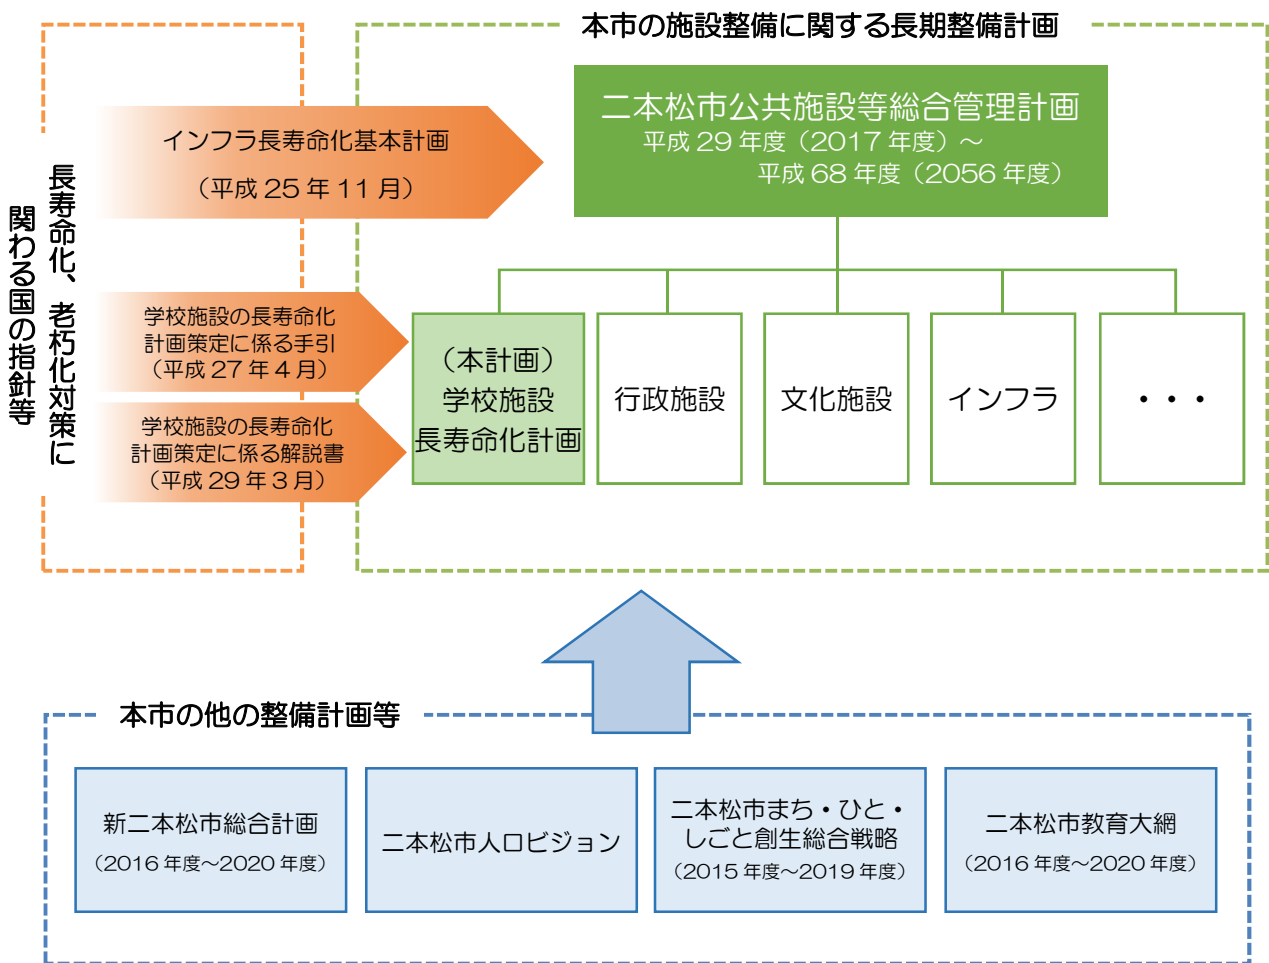 本市の施設整備に関する長期整備計画
長寿命化、老朽化対策に
関わる国の指針等
インフラ長寿命化基本計画
（平成 25 年 11 月）
二本松市公共施設等総合管理計画
平成 29 年度（2017 年度）～
平成 68 年度（2056 年度）
学校施設の長寿命化
計画策定に係る手引
（平成 27 年 4 月）
学校施設の長寿命化
計画策定に係る解説書
（平成 29 年 3 月）
（本計画）
学校施設
長寿命化計画
行政施設
文化施設
インフラ
・・・
本市の他の整備計画等
新二本松市総合計画
（2016 年度～2020 年度）
二本松市人口ビジョン
二本松市まち・ひと・
しごと創生総合戦略
（2015 年度～2019 年度）
二本松市教育大綱
（2016 年度～2020 年度）